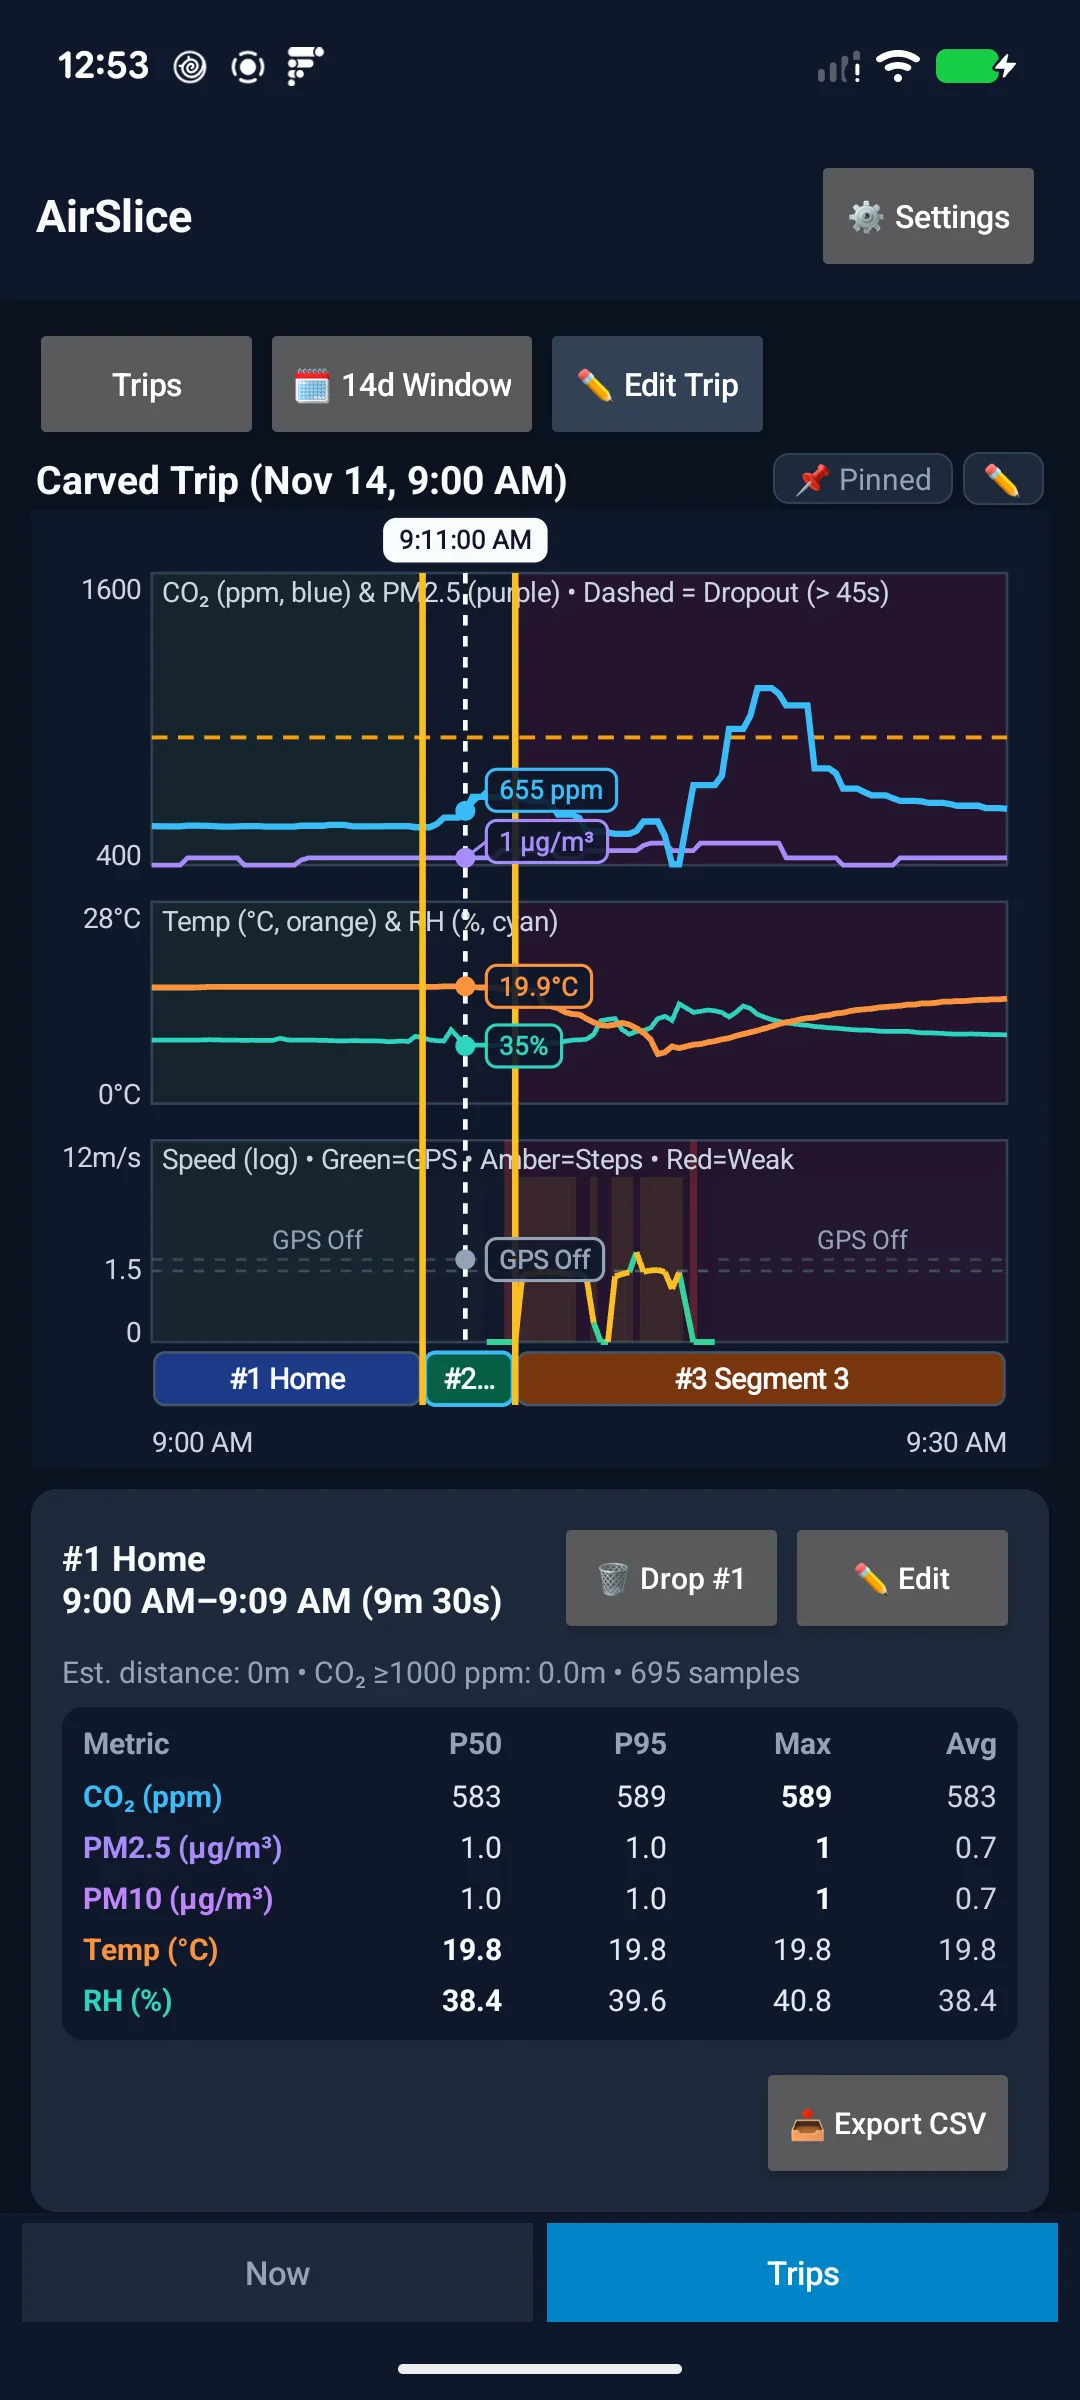 12:53
AirSlice
⚙️ Settings
Trips
🗓️ 14d Window
✏️ Edit Trip
Carved Trip (Nov 14, 9:00 AM)
📌 Pinned
✏️
9:11:00 AM
1600
CO₂ (ppm, blue) & PM2.5 (purple) • Dashed = Dropout (> 45s)
655 ppm
1 µg/m³
400
28°C
Temp (°C, orange) & RH (%, cyan)
19.9°C
35%
0°C
12m/s
Speed (log) • Green=GPS • Amber=Steps • Red=Weak
GPS Off
GPS Off
GPS Off
1.5
0
#1 Home
#2...
#3 Segment 3
9:00 AM
9:30 AM
#1 Home
9:00 AM–9:09 AM (9m 30s)
🗑️ Drop #1
✏️ Edit
Est. distance: 0m • CO₂ ≥1000 ppm: 0.0m • 695 samples
Metric P50 P95 Max Avg
CO₂ (ppm) 583 589 589 583
PM2.5 (µg/m³) 1.0 1.0 1 0.7
PM10 (µg/m³) 1.0 1.0 1 0.7
Temp (°C) 19.8 19.8 19.8 19.8
RH (%) 38.4 39.6 40.8 38.4
📤 Export CSV
Now
Trips